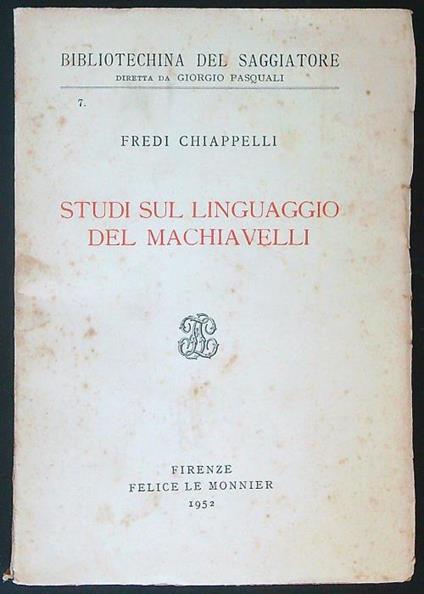 BIBLIOTECHINA DEL SAGGIATORE
DIRETTA DA GIORGIO PASQUALI
7.
FREDI CHIAPPELLI
STUDI SUL LINGUAGGIO
DEL MACHIAVELLI
FIRENZE
FELICE LE MONNIER
1952